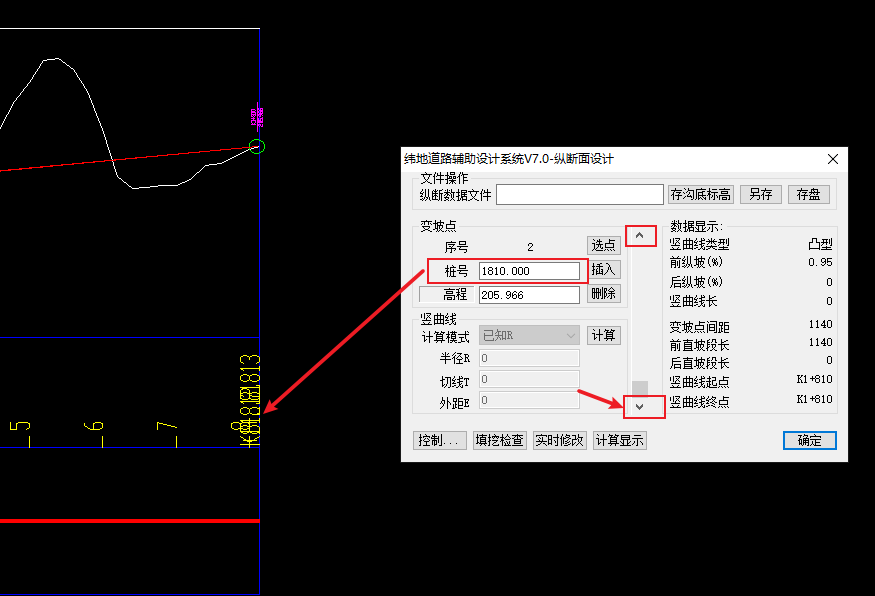 纬地道路辅助设计系统V7.0-纵断面设计
文件操作
纵断数据文件
存沟底标高
另存
存盘
变坡点
序号 2
选点
桩号 1810.000
插入
高程 205.966
删除
竖曲线
计算模式 已知R
计算
半径R 0
切线T 0
外距E 0
数据显示:
竖曲线类型 凸型
前纵坡(%) 0.95
后纵坡(%) 0
竖曲线长 0
变坡点间距 1140
前直坡段长 1140
后直坡段长 0
竖曲线起点 K1+810
竖曲线终点 K1+810
控制...
填挖检查
实时修改
计算显示
确定
5
6
7